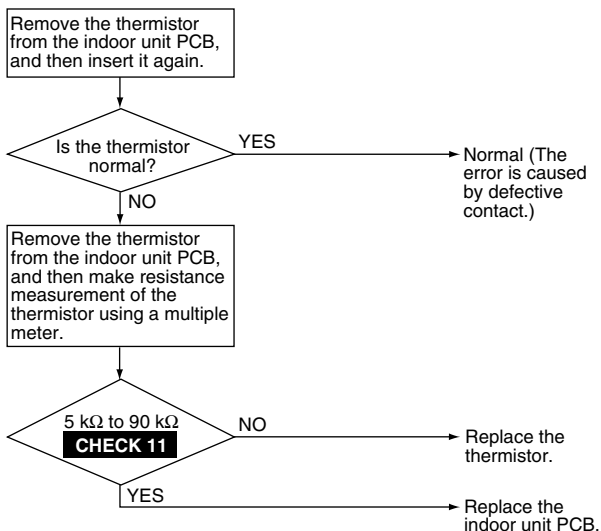 Remove the thermistor
from the indoor unit PCB,
and then insert it again.
Is the thermistor
normal?
YES
Normal (The
error is caused
by defective
contact.)
NO
Remove the thermistor
from the indoor unit PCB,
and then make resistance
measurement of the
thermistor using a multiple
meter.
5 kΩ to 90 kΩ
CHECK 11
NO
Replace the
thermistor.
YES
Replace the
indoor unit PCB.